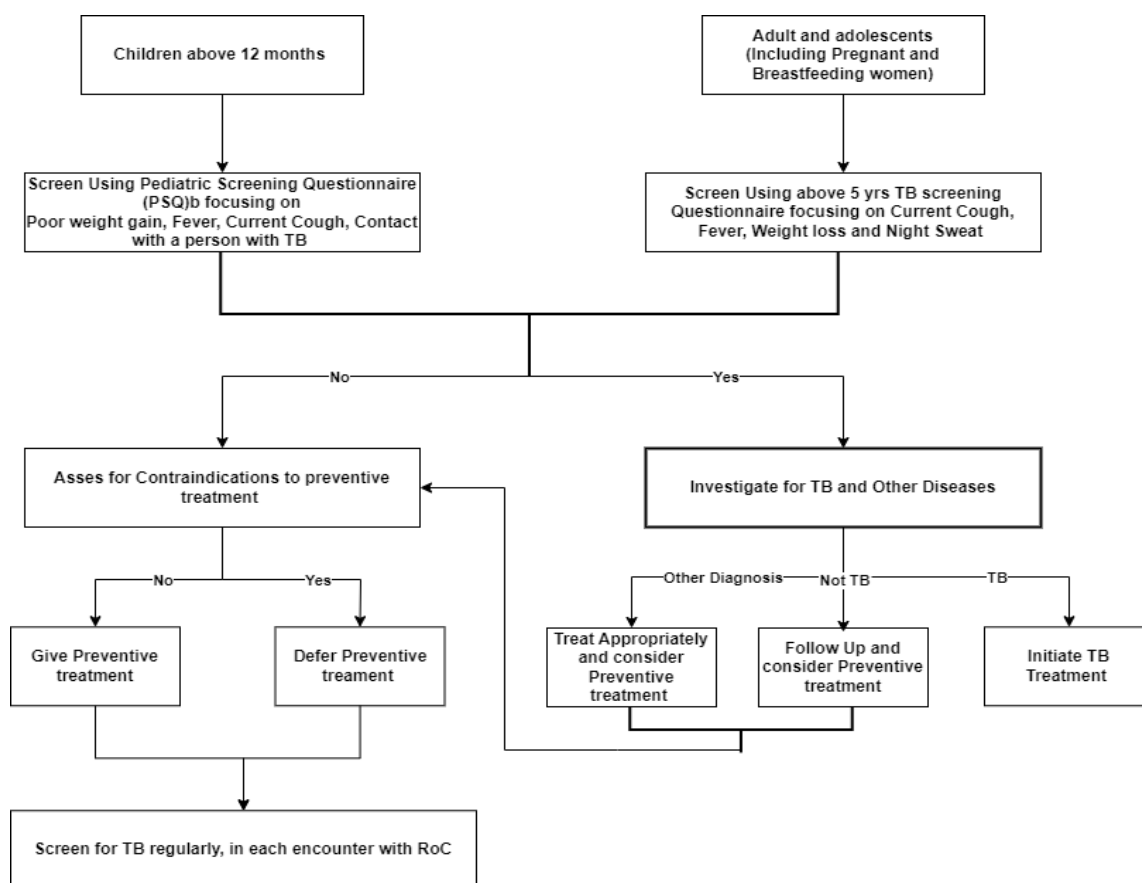 Children above 12 months
Adult and adolescents
(Including Pregnant and
Breastfeeding women)
Screen Using Pediatric Screening Questionnaire
(PSQ)b focusing on
Poor weight gain, Fever, Current Cough, Contact
with a person with TB
Screen Using above 5 yrs TB screening
Questionnaire focusing on Current Cough,
Fever, Weight loss and Night Sweat
No
Yes
Asses for Contraindications to preventive
treatment
Investigate for TB and Other Diseases
No
Yes
Other Diagnosis
Not TB
TB
Give Preventive
treatment
Defer Preventive
treament
Treat Appropriately
and consider
Preventive
treatment
Follow Up and
consider Preventive
treatment
Initiate TB
Treatment
Screen for TB regularly, in each encounter with RoC